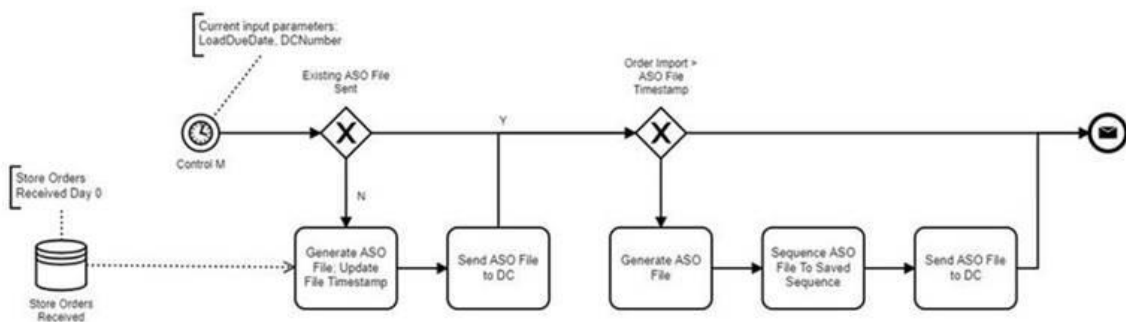 Current input parameters:
LoadDueDate, DCNumber
Existing ASO File
Sent
Order Import >
ASO File
Timestamp
Y
Control M
N
Store Orders
Received Day 0
Generate ASO
File; Update
File Timestamp
Send ASO File
to DC
Generate ASO
File
Sequence ASO
File To Saved
Sequence
Send ASO File
to DC
Store Orders
Received